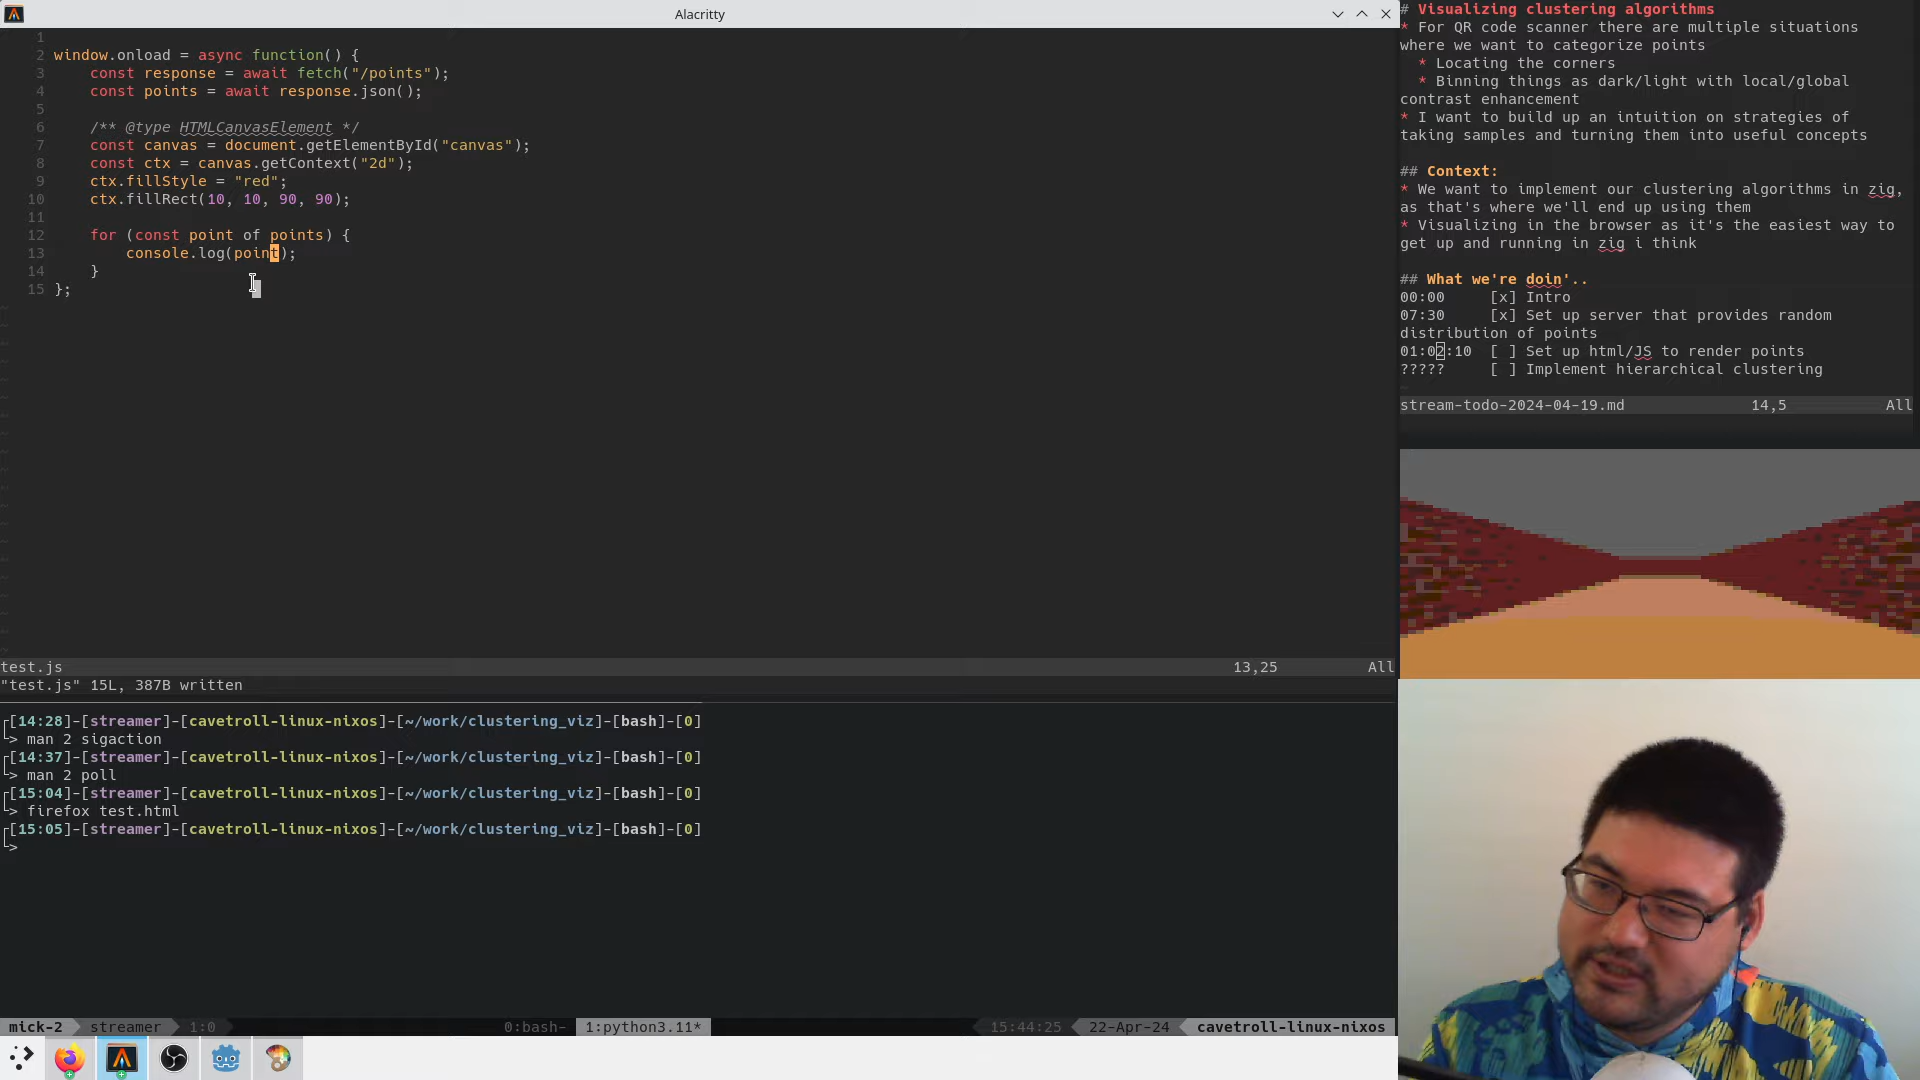 Alacritty
1
2 window.onload = async function() {
3     const response = await fetch("/points");
4     const points = await response.json();
5
6     /** @type HTMLCanvasElement */
7     const canvas = document.getElementById("canvas");
8     const ctx = canvas.getContext("2d");
9     ctx.fillStyle = "red";
10     ctx.fillRect(10, 10, 90, 90);
11
12     for (const point of points) {
13         console.log(point);
14     }
15 };
~
test.js 13,25 All
"test.js" 15L, 387B written
┌[14:28]-[streamer]-[cavetroll-linux-nixos]-[~/work/clustering_viz]-[bash]-[0]
└> man 2 sigaction
┌[14:37]-[streamer]-[cavetroll-linux-nixos]-[~/work/clustering_viz]-[bash]-[0]
└> man 2 poll
┌[15:04]-[streamer]-[cavetroll-linux-nixos]-[~/work/clustering_viz]-[bash]-[0]
└> firefox test.html
┌[15:05]-[streamer]-[cavetroll-linux-nixos]-[~/work/clustering_viz]-[bash]-[0]
└>
mick-2 streamer 1:0 0:bash- 1:python3.11* 15:44:25 22-Apr-24 cavetroll-linux-nixos
# Visualizing clustering algorithms
* For QR code scanner there are multiple situations
where we want to categorize points
  * Locating the corners
  * Binning things as dark/light with local/global
contrast enhancement
* I want to build up an intuition on strategies of
taking samples and turning them into useful concepts
## Context:
* We want to implement our clustering algorithms in zig,
as that's where we'll end up using them
* Visualizing in the browser as it's the easiest way to
get up and running in zig i think
## What we're doin'..
00:00     [x] Intro
07:30     [x] Set up server that provides random
distribution of points
01:02:10  [ ] Set up html/JS to render points
?????     [ ] Implement hierarchical clustering
~
stream-todo-2024-04-19.md 14,5 All